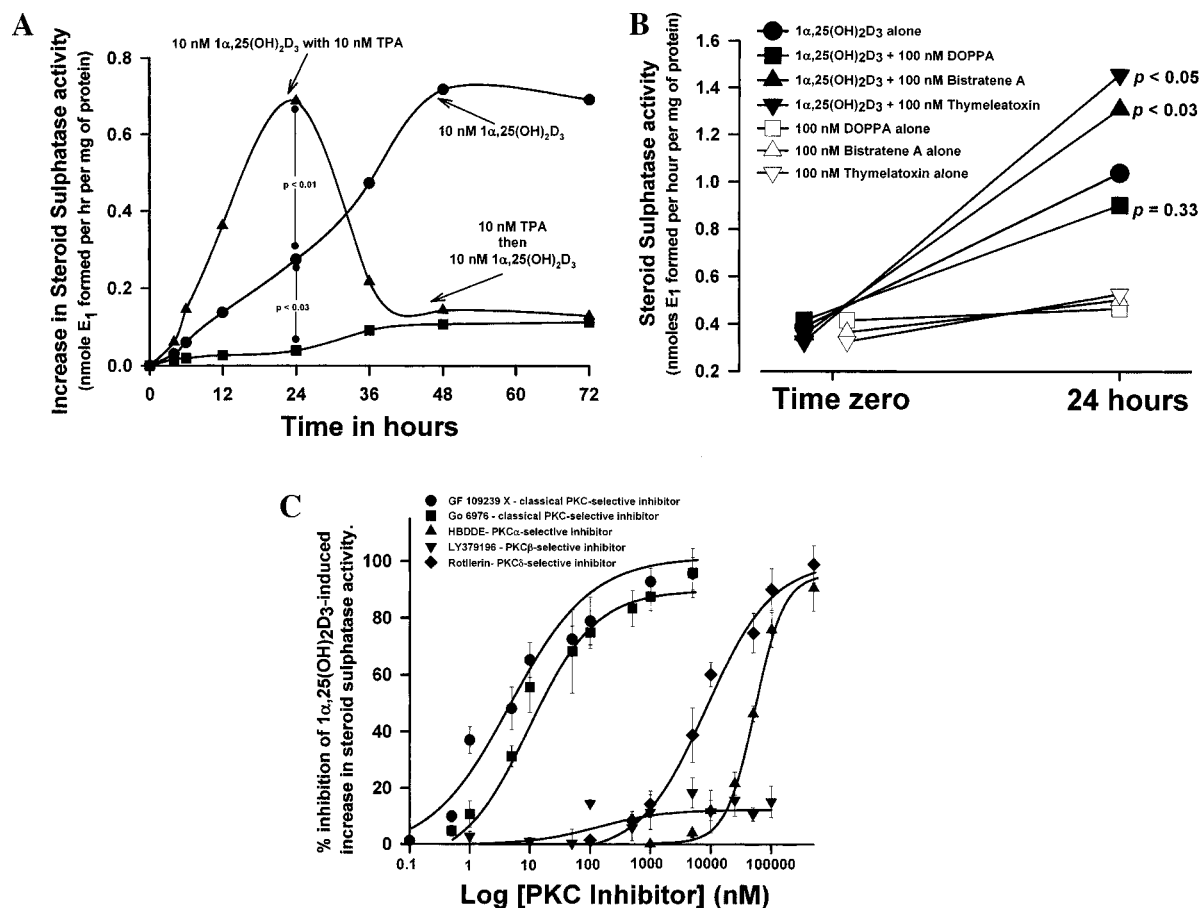 A
10 nM 1α,25(OH)2D3 with 10 nM TPA
10 nM 1α,25(OH)2D3
10 nM TPA
then
10 nM 1α,25(OH)2D3
p < 0.01
p < 0.03
Increase in Steroid Sulphatase activity
(nmole E1 formed per hr per mg of protein)
0.8
0.6
0.4
0.2
0.0
0 12 24 36 48 60 72
Time in hours
B
1α,25(OH)2D3 alone
1α,25(OH)2D3 + 100 nM DOPPA
1α,25(OH)2D3 + 100 nM Bistratene A
1α,25(OH)2D3 + 100 nM Thymeleatoxin
100 nM DOPPA alone
100 nM Bistratene A alone
100 nM Thymelatoxin alone
p < 0.05
p < 0.03
p = 0.33
Steroid Sulphatase activity
(nmoles E1 formed per hour per mg of protein)
1.6
1.4
1.2
1.0
0.8
0.6
0.4
0.2
Time zero 24 hours
C
GF 109239 X - classical PKC-selective inhibitor
Go 6976 - classical PKC-selective inhibitor
HBDDE- PKCα-selective inhibitor
LY379196 - PKCβ-selective inhibitor
Rotllerin- PKCδ-selective inhibitor
% inhibition of 1α,25(OH)2D3-induced
increase in steroid sulphatase activity.
100
80
60
40
20
0
0.1 1 10 100 1000 10000 100000
Log [PKC Inhibitor] (nM)